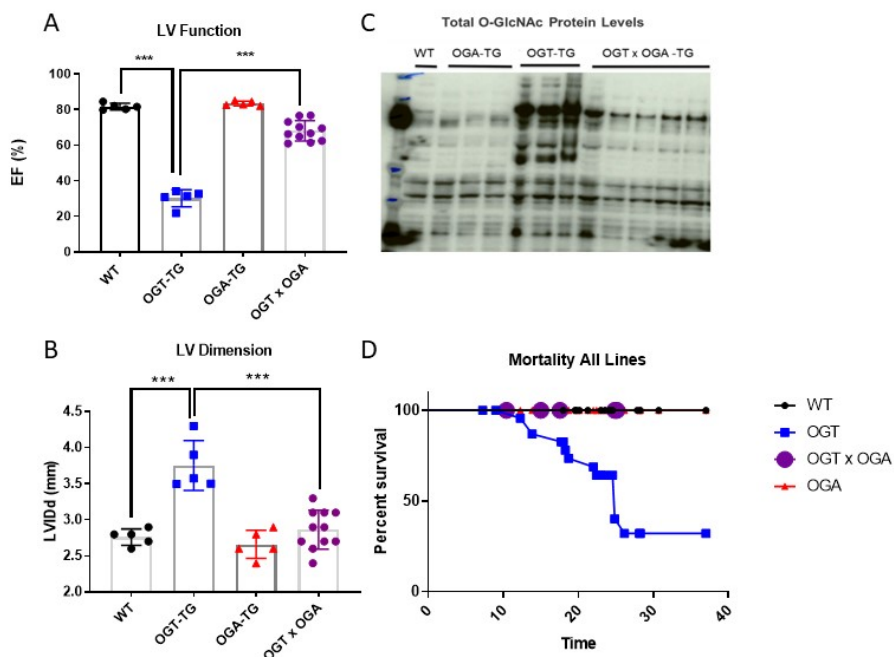 A
LV Function
***
***
100
80
60
40
20
0
EF (%)
WT
OGT-TG
OGA-TG
OGT x OGA
C
Total O-GlcNAc Protein Levels
WT OGA-TG OGT-TG OGT x OGA -TG
B
LV Dimension
***
***
4.5
4.0
3.5
3.0
2.5
2.0
LVIDd (mm)
WT
OGT-TG
OGA-TG
OGT x OGA
D
Mortality All Lines
100
50
0
Percent survival
0 10 20 30 40
Time
WT
OGT
OGT x OGA
OGA